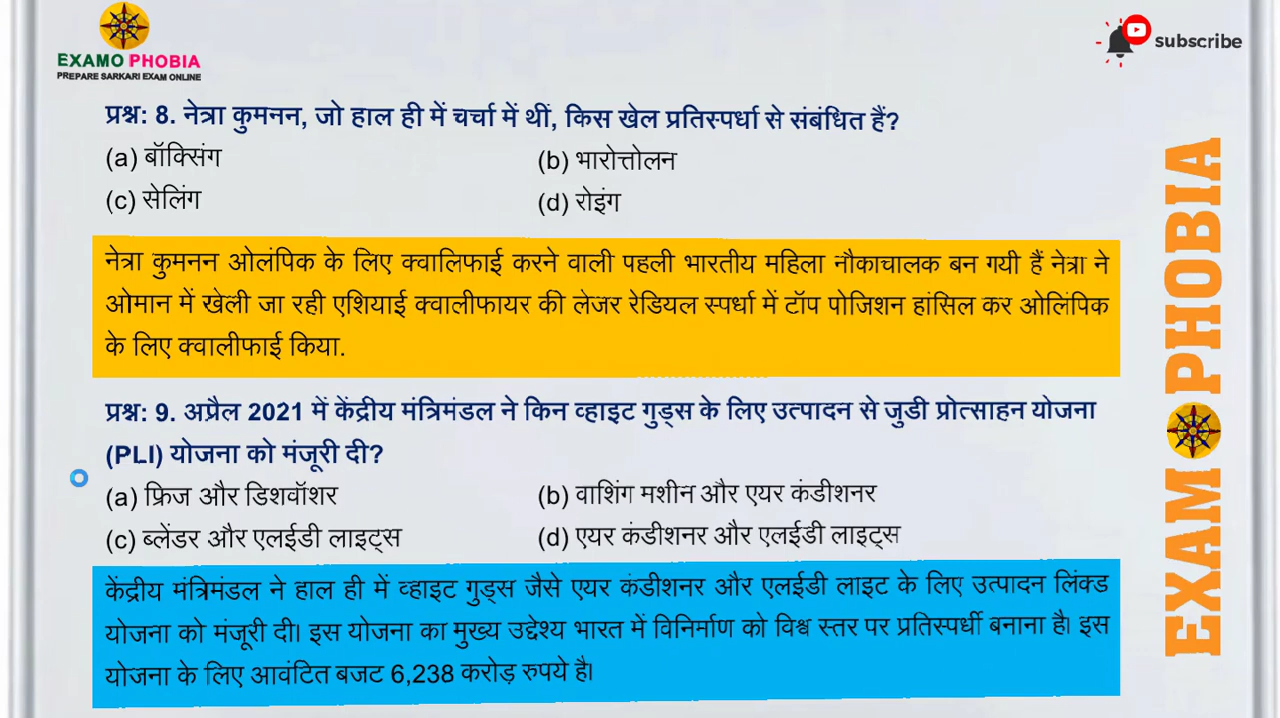 EXAMO PHOBIA
PREPARE SARKARI EXAM ONLINE
subscribe
प्रश्न: 8. नेत्रा कुमनन, जो हाल ही में चर्चा में थीं, किस खेल प्रतिस्पर्धा से संबंधित हैं?
(a) बॉक्सिंग (b) भारोत्तोलन
(c) सेलिंग (d) रोइंग
नेत्रा कुमनन ओलंपिक के लिए क्वालिफाई करने वाली पहली भारतीय महिला नौकाचालक बन गयी हैं नेत्रा ने
ओमान में खेली जा रही एशियाई क्वालीफायर की लेजर रेडियल स्पर्धा में टॉप पोजिशन हांसिल कर ओलिंपिक
के लिए क्वालीफाई किया.
प्रश्न: 9. अप्रैल 2021 में केंद्रीय मंत्रिमंडल ने किन व्हाइट गुड्स के लिए उत्पादन से जुडी प्रोत्साहन योजना
(PLI) योजना को मंजूरी दी?
(a) फ्रिज और डिशवॉशर (b) वाशिंग मशीन और एयर कंडीशनर
(c) ब्लेंडर और एलईडी लाइट्स (d) एयर कंडीशनर और एलईडी लाइट्स
केंद्रीय मंत्रिमंडल ने हाल ही में व्हाइट गुड्स जैसे एयर कंडीशनर और एलईडी लाइट के लिए उत्पादन लिंक्ड
योजना को मंजूरी दी। इस योजना का मुख्य उद्देश्य भारत में विनिर्माण को विश्व स्तर पर प्रतिस्पर्धी बनाना है। इस
योजना के लिए आवंटित बजट 6,238 करोड़ रुपये है।
EXAM PHOBIA